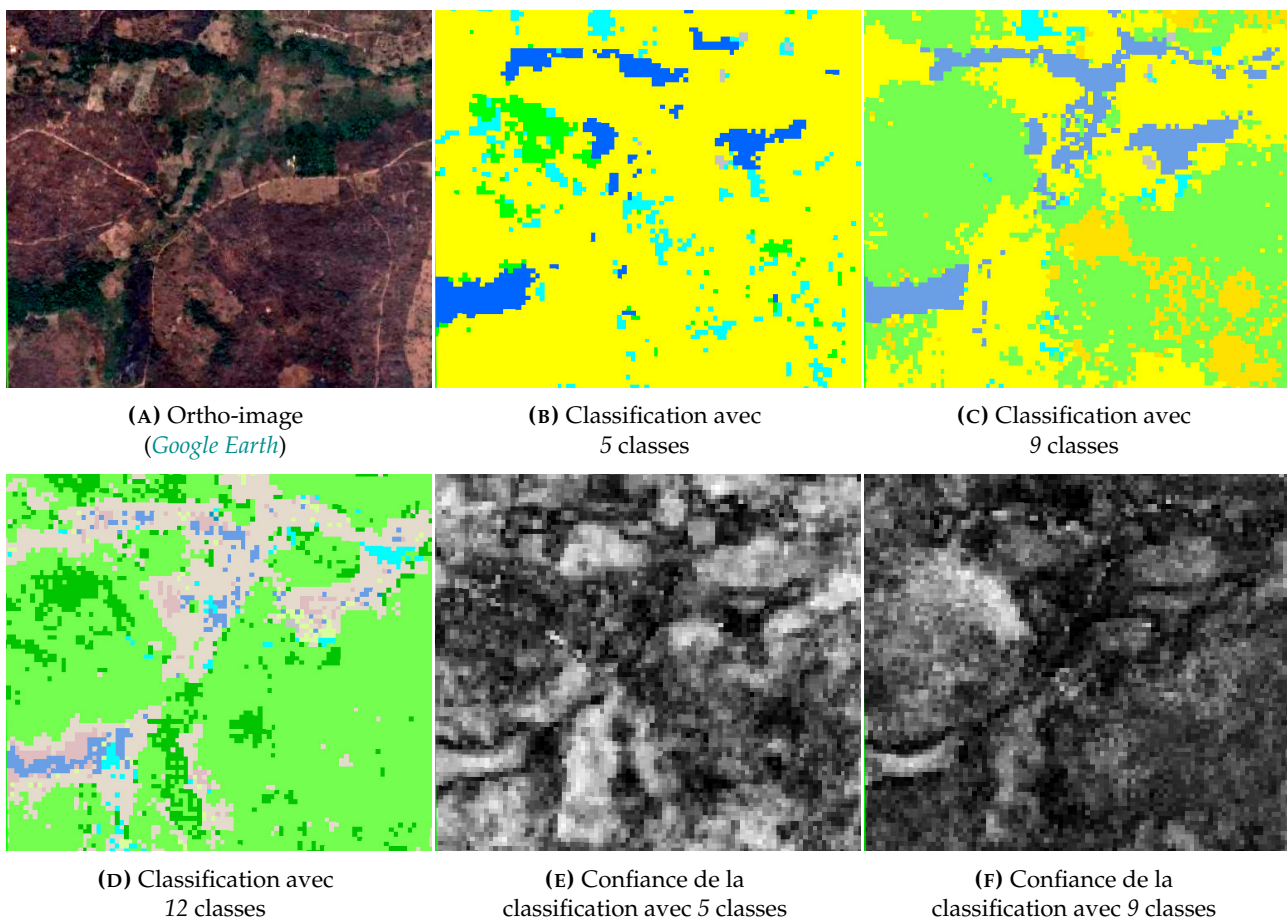 (A) Ortho-image
(Google Earth)
(B) Classification avec
5 classes
(C) Classification avec
9 classes
(D) Classification avec
12 classes
(E) Confiance de la
classification avec 5 classes
(F) Confiance de la
classification avec 9 classes